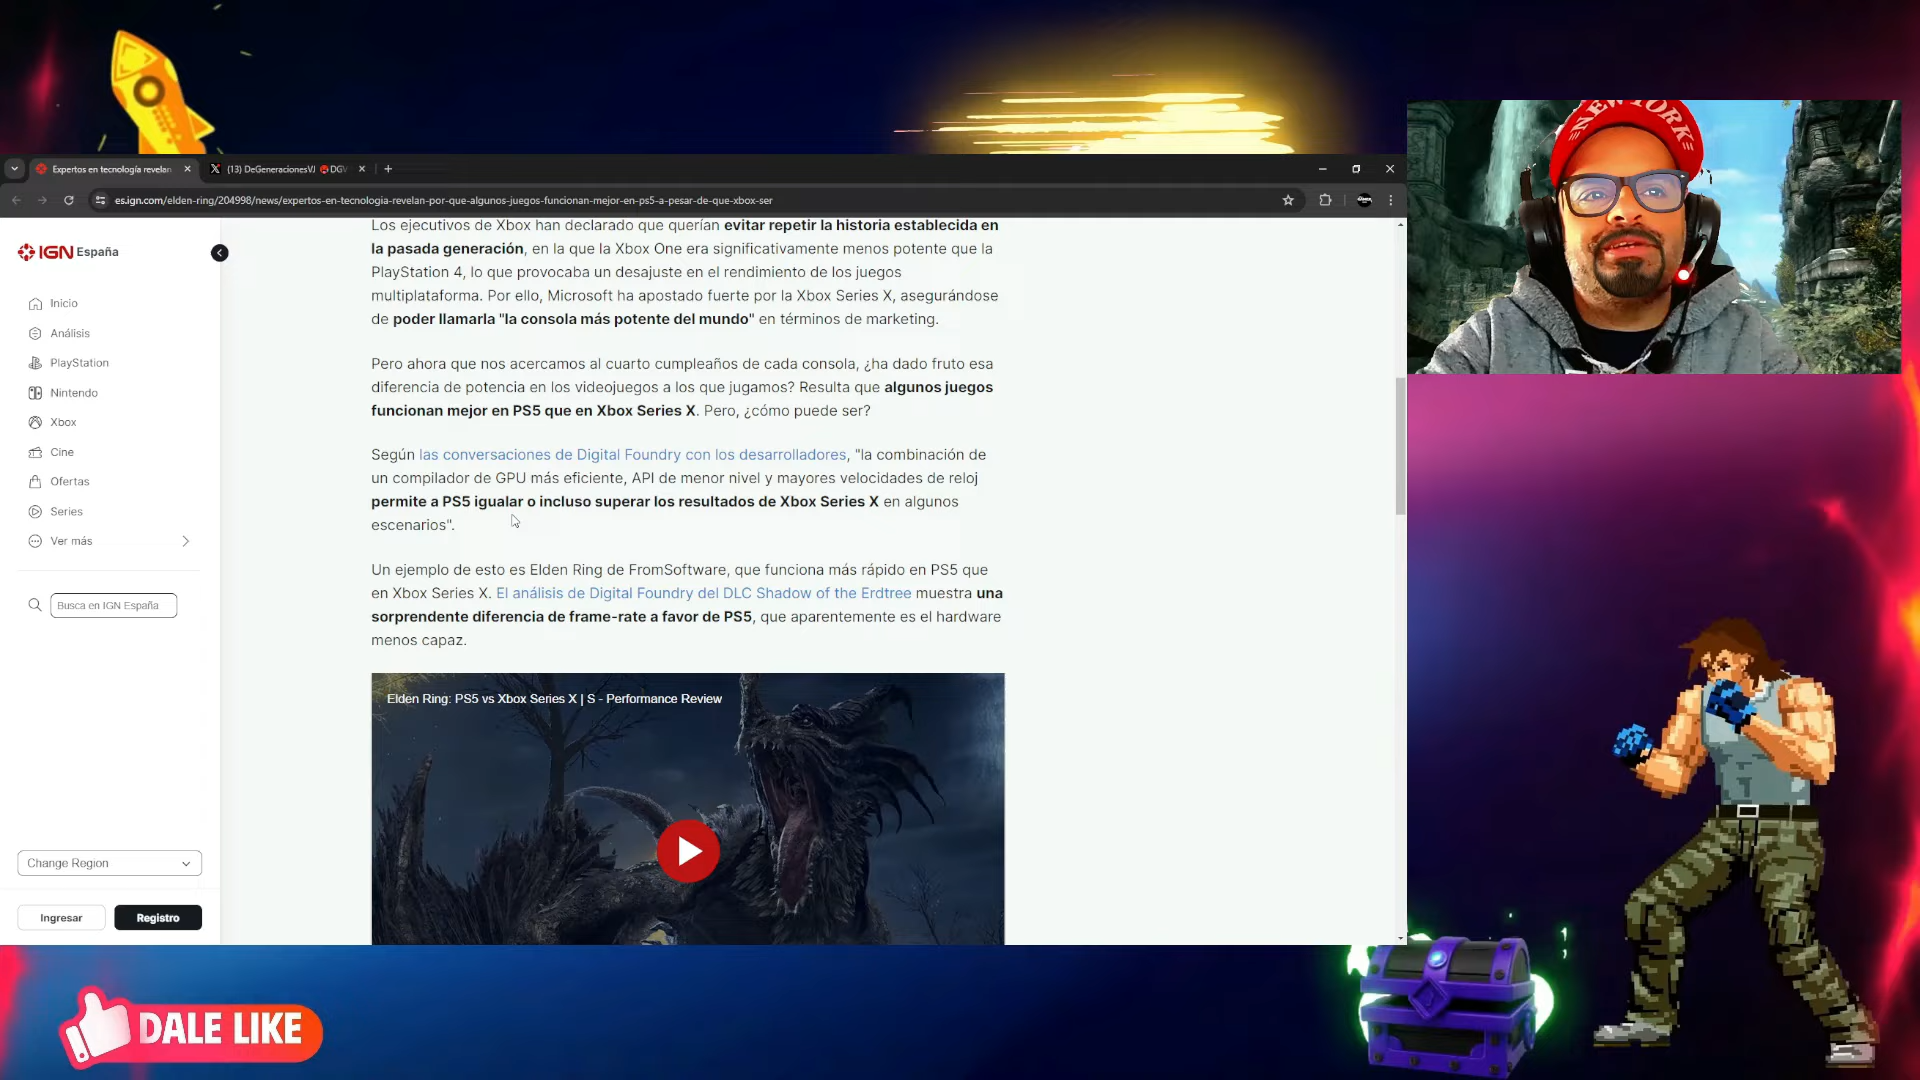 NEW YORK
Expertos en tecnología revelan
(13) DeGeneracionesVJ DGV
es.ign.com/elden-ring/204998/news/expertos-en-tecnologia-revelan-por-que-algunos-juegos-funcionan-mejor-en-ps5-a-pesar-de-que-xbox-ser
IGN España
Inicio
Análisis
PlayStation
Nintendo
Xbox
Cine
Ofertas
Series
Ver más
Busca en IGN España
Change Region
Ingresar
Registro
Los ejecutivos de Xbox han declarado que querían evitar repetir la historia establecida en
la pasada generación, en la que la Xbox One era significativamente menos potente que la
PlayStation 4, lo que provocaba un desajuste en el rendimiento de los juegos
multiplataforma. Por ello, Microsoft ha apostado fuerte por la Xbox Series X, asegurándose
de poder llamarla "la consola más potente del mundo" en términos de marketing.
Pero ahora que nos acercamos al cuarto cumpleaños de cada consola, ¿ha dado fruto esa
diferencia de potencia en los videojuegos a los que jugamos? Resulta que algunos juegos
funcionan mejor en PS5 que en Xbox Series X. Pero, ¿cómo puede ser?
Según las conversaciones de Digital Foundry con los desarrolladores, "la combinación de
un compilador de GPU más eficiente, API de menor nivel y mayores velocidades de reloj
permite a PS5 igualar o incluso superar los resultados de Xbox Series X en algunos
escenarios".
Un ejemplo de esto es Elden Ring de FromSoftware, que funciona más rápido en PS5 que
en Xbox Series X. El análisis de Digital Foundry del DLC Shadow of the Erdtree muestra una
sorprendente diferencia de frame-rate a favor de PS5, que aparentemente es el hardware
menos capaz.
Elden Ring: PS5 vs Xbox Series X | S - Performance Review
DALE LIKE